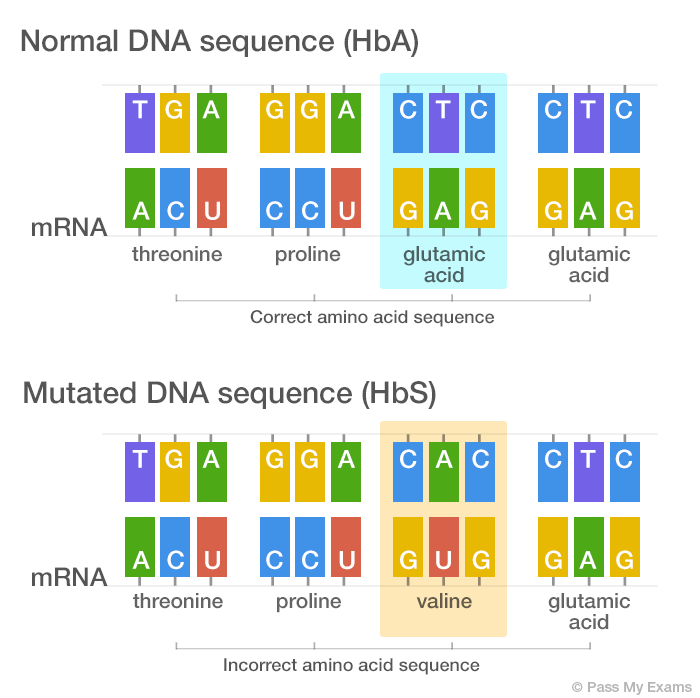 Normal DNA sequence (HbA)
T G A G G A C T C C T C
mRNA A C U C C U G A G G A G
threonine proline glutamic acid glutamic acid
Correct amino acid sequence
Mutated DNA sequence (HbS)
T G A G G A C A C C T C
mRNA A C U C C U G U G G A G
threonine proline valine glutamic acid
Incorrect amino acid sequence
© Pass My Exams